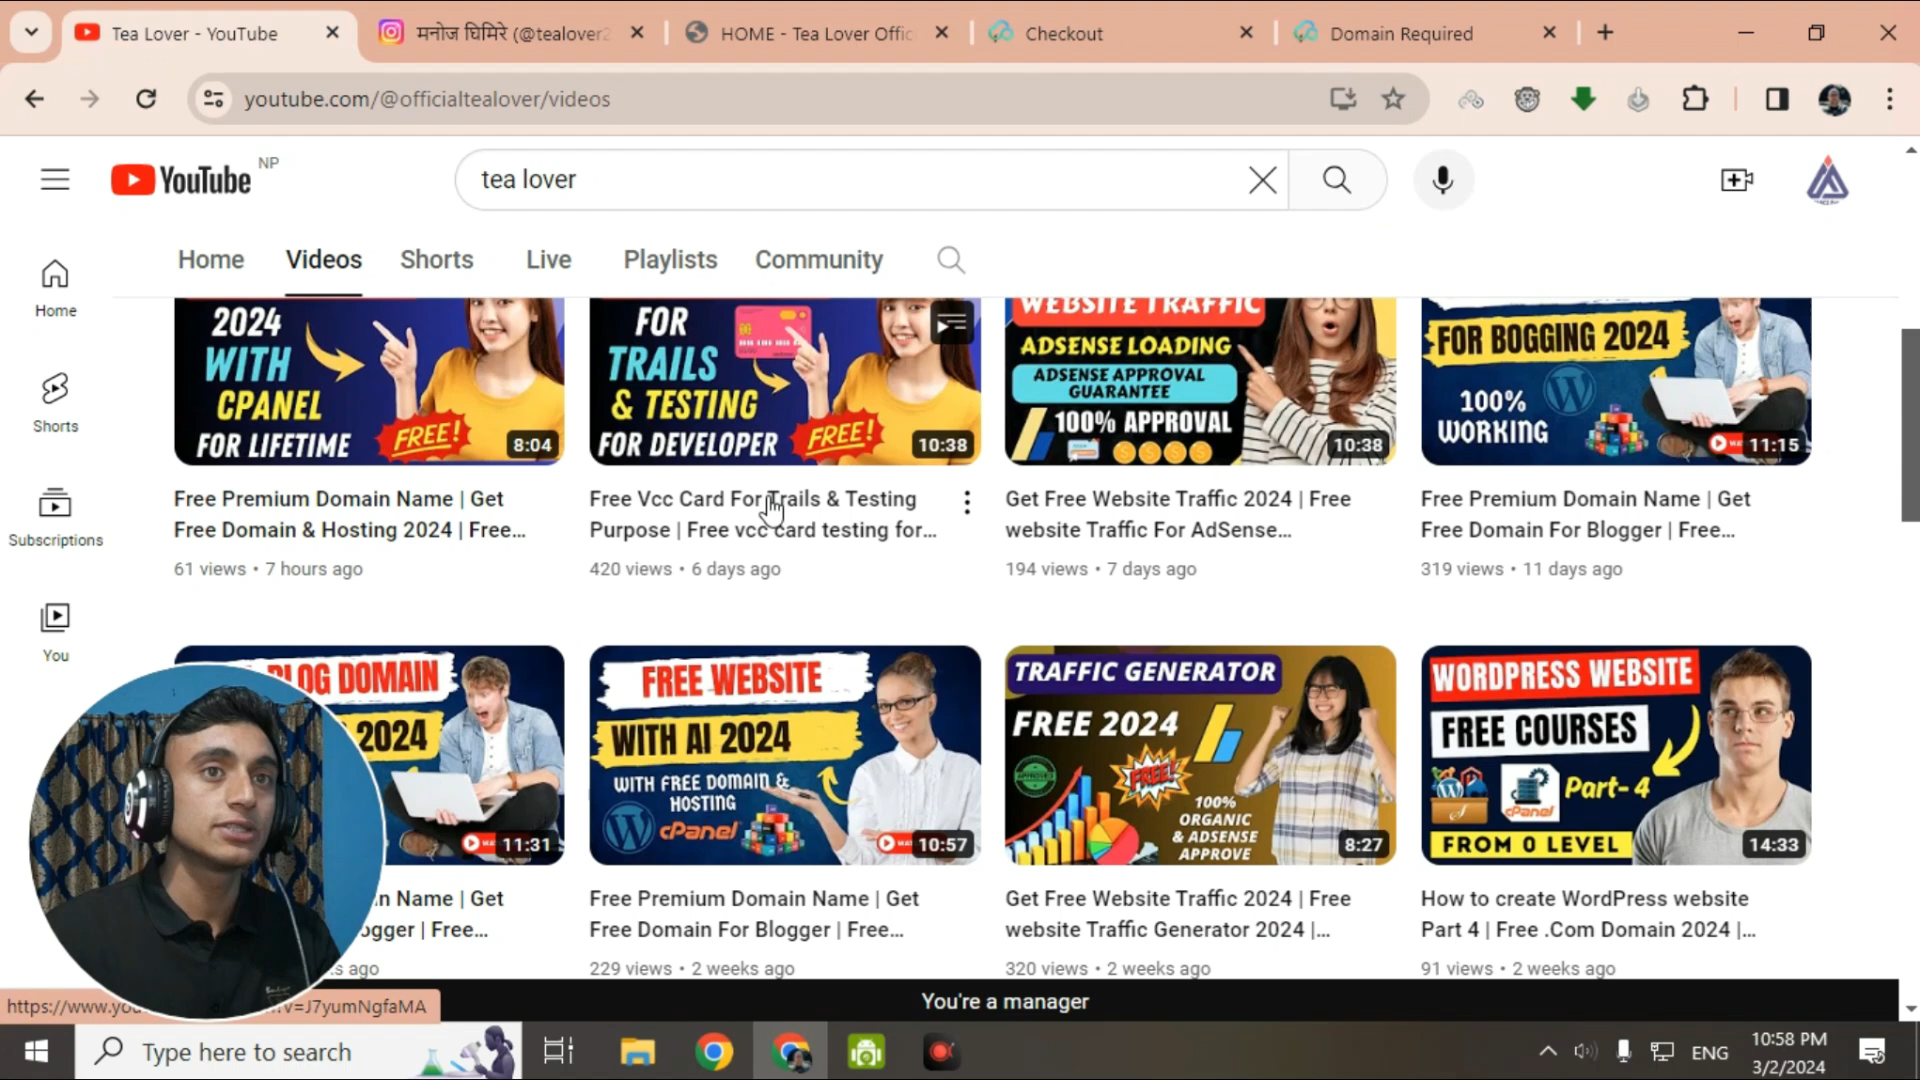 Tea Lover - YouTube
मनोज घिमिरे (@tealover2
HOME - Tea Lover Offic
Checkout
Domain Required
youtube.com/@officialtealover/videos
YouTube NP
tea lover
Home
Videos
Shorts
Live
Playlists
Community
Home
Shorts
Subscriptions
You
2024
WITH
CPANEL
FOR LIFETIME
FREE!
8:04
FOR
TRAILS
& TESTING
FOR DEVELOPER
FREE!
10:38
WEBSITE TRAFFIC
ADSENSE LOADING
ADSENSE APPROVAL
GUARANTEE
100% APPROVAL
10:38
FOR BOGGING 2024
100%
WORKING
11:15
Free Premium Domain Name | Get
Free Domain & Hosting 2024 | Free...
61 views • 7 hours ago
Free Vcc Card For Trails & Testing
Purpose | Free vcc card testing for...
420 views • 6 days ago
Get Free Website Traffic 2024 | Free
website Traffic For AdSense...
194 views • 7 days ago
Free Premium Domain Name | Get
Free Domain For Blogger | Free...
319 views • 11 days ago
LOG DOMAIN
2024
11:31
FREE WEBSITE
WITH AI 2024
WITH FREE DOMAIN &
HOSTING
cPanel
10:57
TRAFFIC GENERATOR
FREE 2024
FREE!
100%
ORGANIC
& ADSENSE
APPROVE
8:27
WORDPRESS WEBSITE
FREE COURSES
cPanel
Part- 4
FROM 0 LEVEL
14:33
n Name | Get
ogger | Free...
s ago
Free Premium Domain Name | Get
Free Domain For Blogger | Free...
229 views • 2 weeks ago
Get Free Website Traffic 2024 | Free
website Traffic Generator 2024 |...
320 views • 2 weeks ago
How to create WordPress website
Part 4 | Free .Com Domain 2024 |...
91 views • 2 weeks ago
You're a manager
https://www.you
v=J7yumNgfaMA
Type here to search
ENG
10:58 PM
3/2/2024